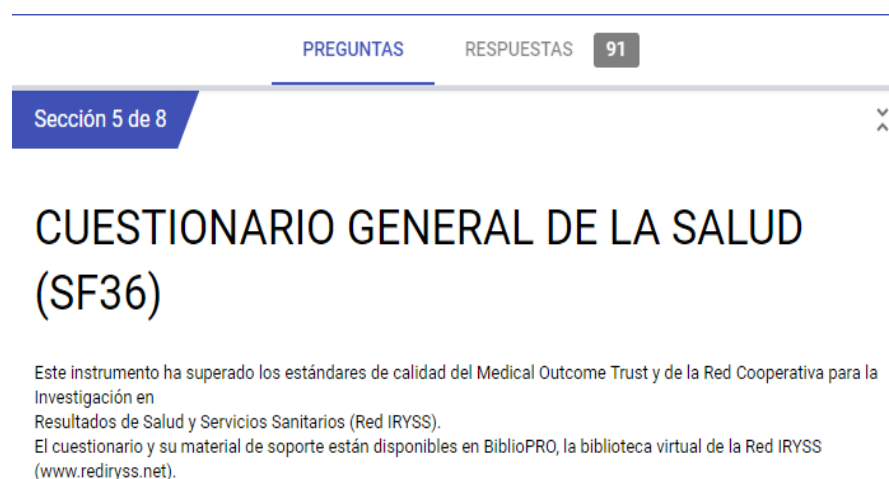 PREGUNTAS RESPUESTAS 91
Sección 5 de 8
CUESTIONARIO GENERAL DE LA SALUD
(SF36)
Este instrumento ha superado los estándares de calidad del Medical Outcome Trust y de la Red Cooperativa para la
Investigación en
Resultados de Salud y Servicios Sanitarios (Red IRYSS).
El cuestionario y su material de soporte están disponibles en BiblioPRO, la biblioteca virtual de la Red IRYSS
(www.rediryss.net).